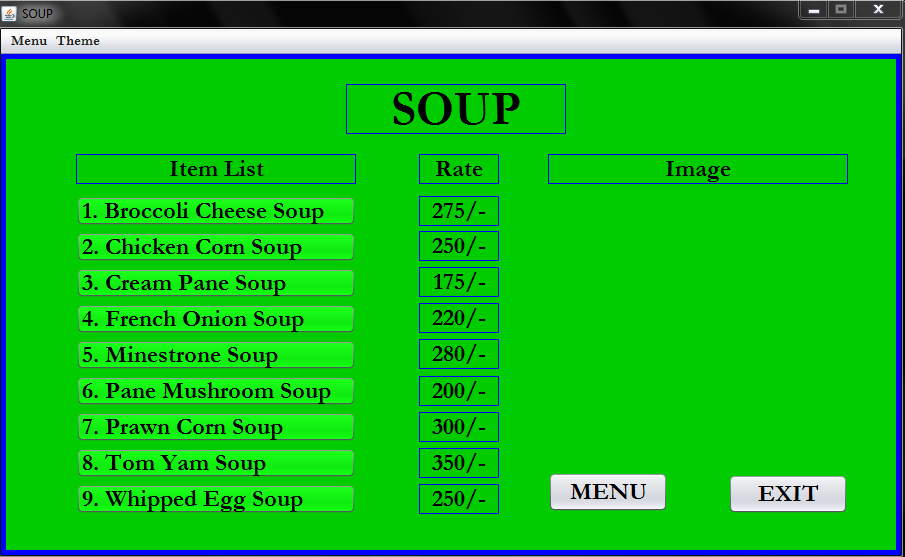 SOUP
Menu Theme
SOUP
Item List Rate Image
1. Broccoli Cheese Soup 275/-
2. Chicken Corn Soup 250/-
3. Cream Pane Soup 175/-
4. French Onion Soup 220/-
5. Minestrone Soup 280/-
6. Pane Mushroom Soup 200/-
7. Prawn Corn Soup 300/-
8. Tom Yam Soup 350/-
9. Whipped Egg Soup 250/-
MENU EXIT